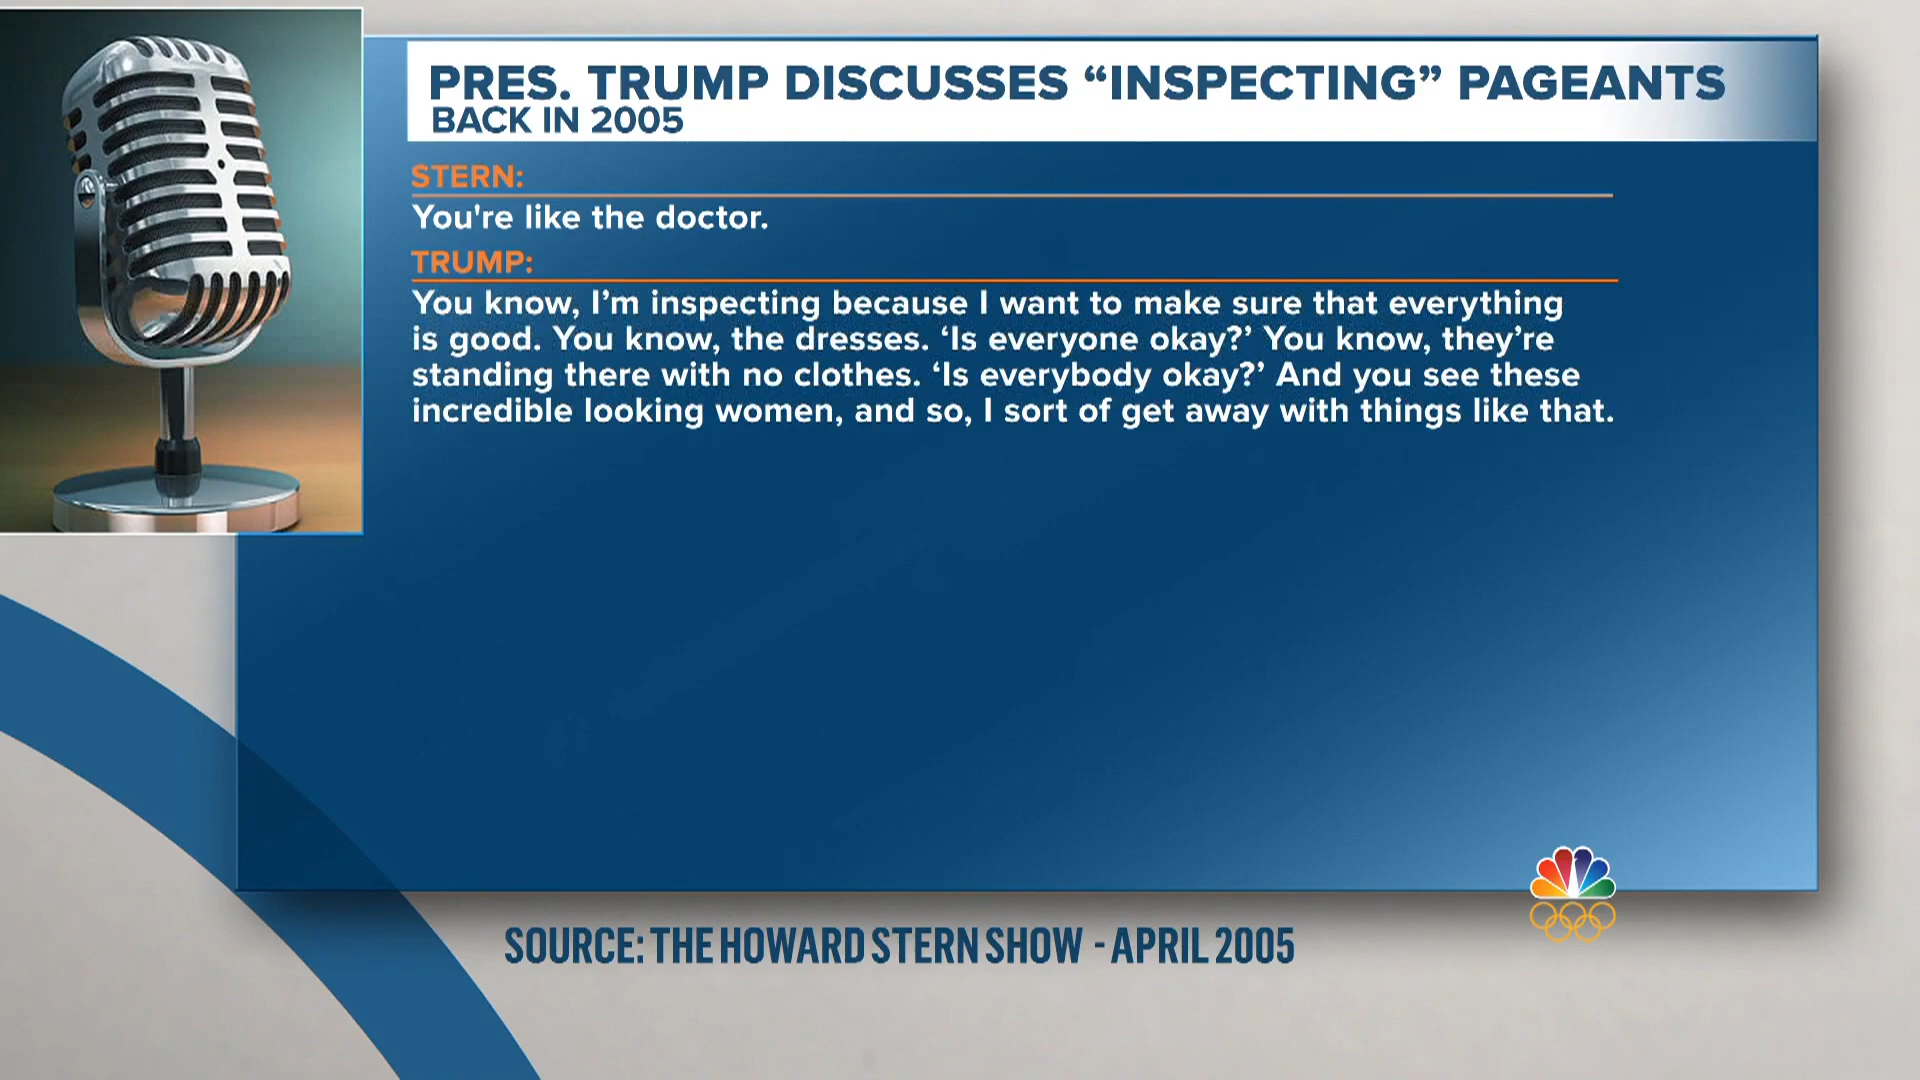 PRES. TRUMP DISCUSSES “INSPECTING” PAGEANTS
BACK IN 2005
STERN:
You're like the doctor.
TRUMP:
You know, I’m inspecting because I want to make sure that everything
is good. You know, the dresses. ‘Is everyone okay?’ You know, they’re
standing there with no clothes. ‘Is everybody okay?’ And you see these
incredible looking women, and so, I sort of get away with things like that.
SOURCE: THE HOWARD STERN SHOW - APRIL 2005